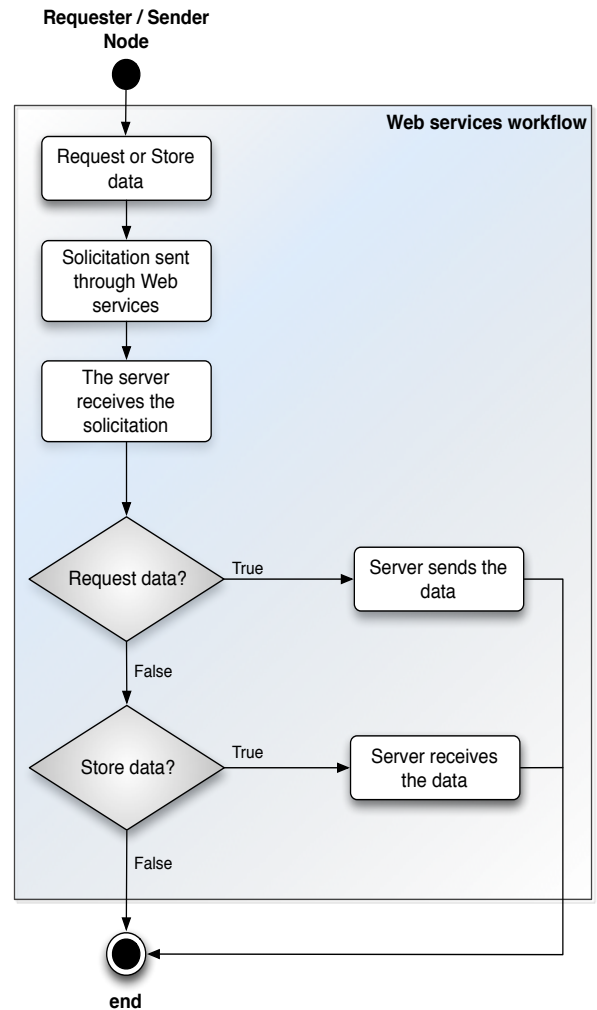 Requester / Sender
Node
Web services workflow
Request or Store
data
Solicitation sent
through Web
services
The server
receives the
solicitation
Request data?
True
Server sends the
data
False
Store data?
True
Server receives
the data
False
end